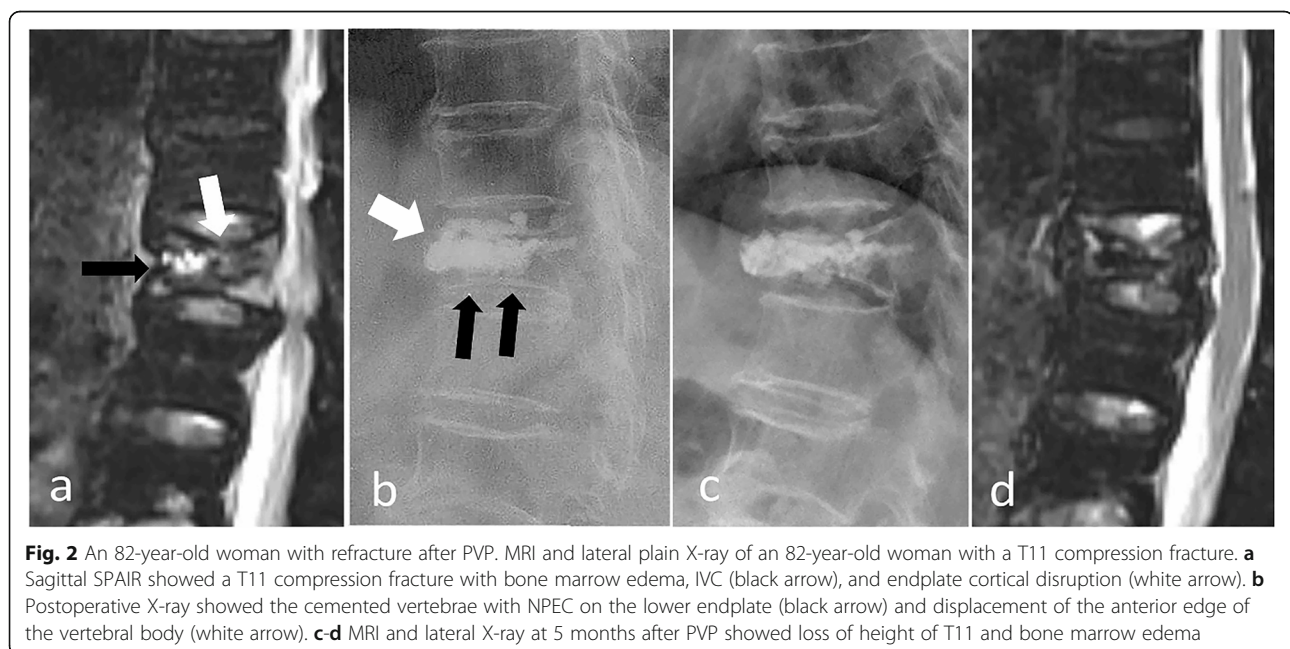 a
b
c
d
Fig. 2 An 82-year-old woman with refracture after PVP. MRI and lateral plain X-ray of an 82-year-old woman with a T11 compression fracture. a
Sagittal SPAIR showed a T11 compression fracture with bone marrow edema, IVC (black arrow), and endplate cortical disruption (white arrow). b
Postoperative X-ray showed the cemented vertebrae with NPEC on the lower endplate (black arrow) and displacement of the anterior edge of
the vertebral body (white arrow). c-d MRI and lateral X-ray at 5 months after PVP showed loss of height of T11 and bone marrow edema